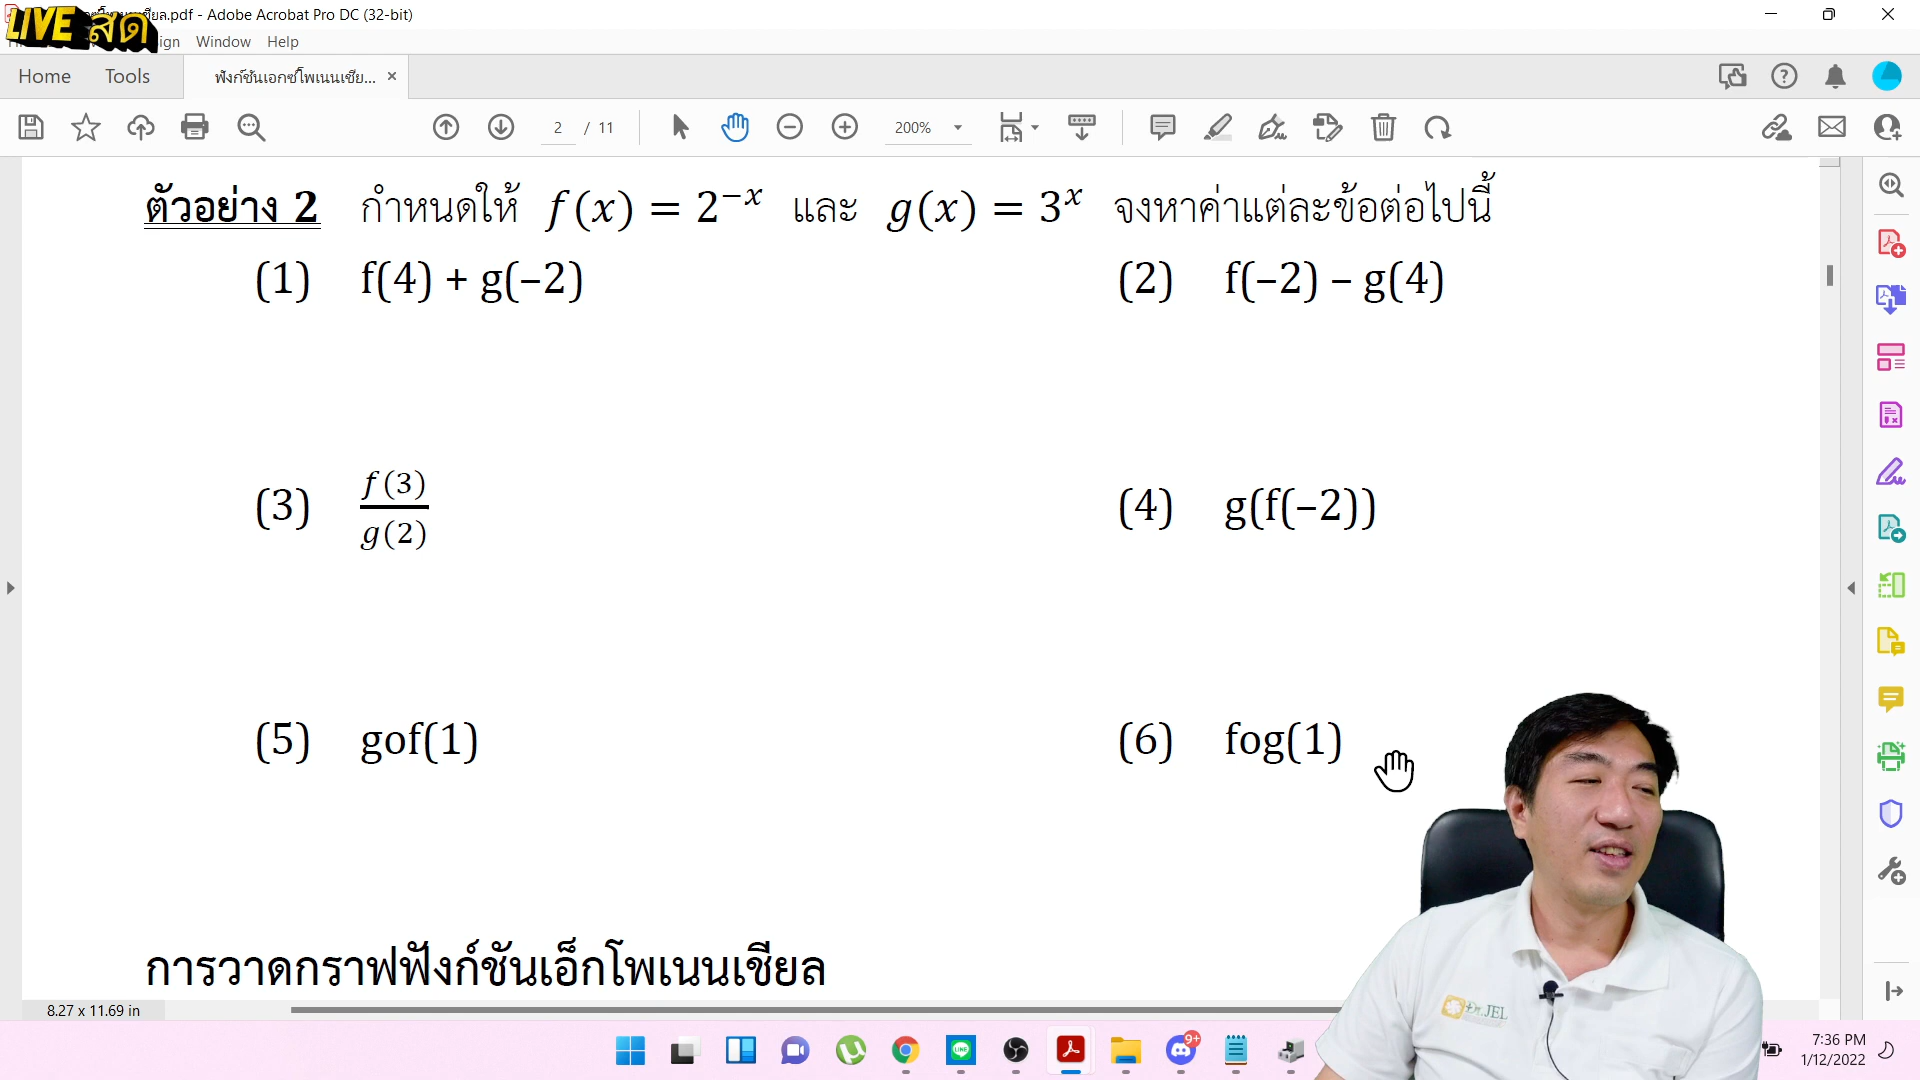 LIVE สด
.pdf - Adobe Acrobat Pro DC (32-bit)
Window Help
Home Tools ฟังก์ชันเอกซ์โพเนนเชีย... ×
2 / 11 200%
ตัวอย่าง 2 กำหนดให้ f(x) = 2^{-x} และ g(x) = 3^x จงหาค่าแต่ละข้อต่อไปนี้
(1) f(4) + g(–2) (2) f(–2) – g(4)
(3) f(3)/g(2) (4) g(f(–2))
(5) gof(1) (6) fog(1)
การวาดกราฟฟังก์ชันเอ็กโพเนนเชียล
8.27 x 11.69 in
Dr.JEL
LINE
9+
7:36 PM
1/12/2022